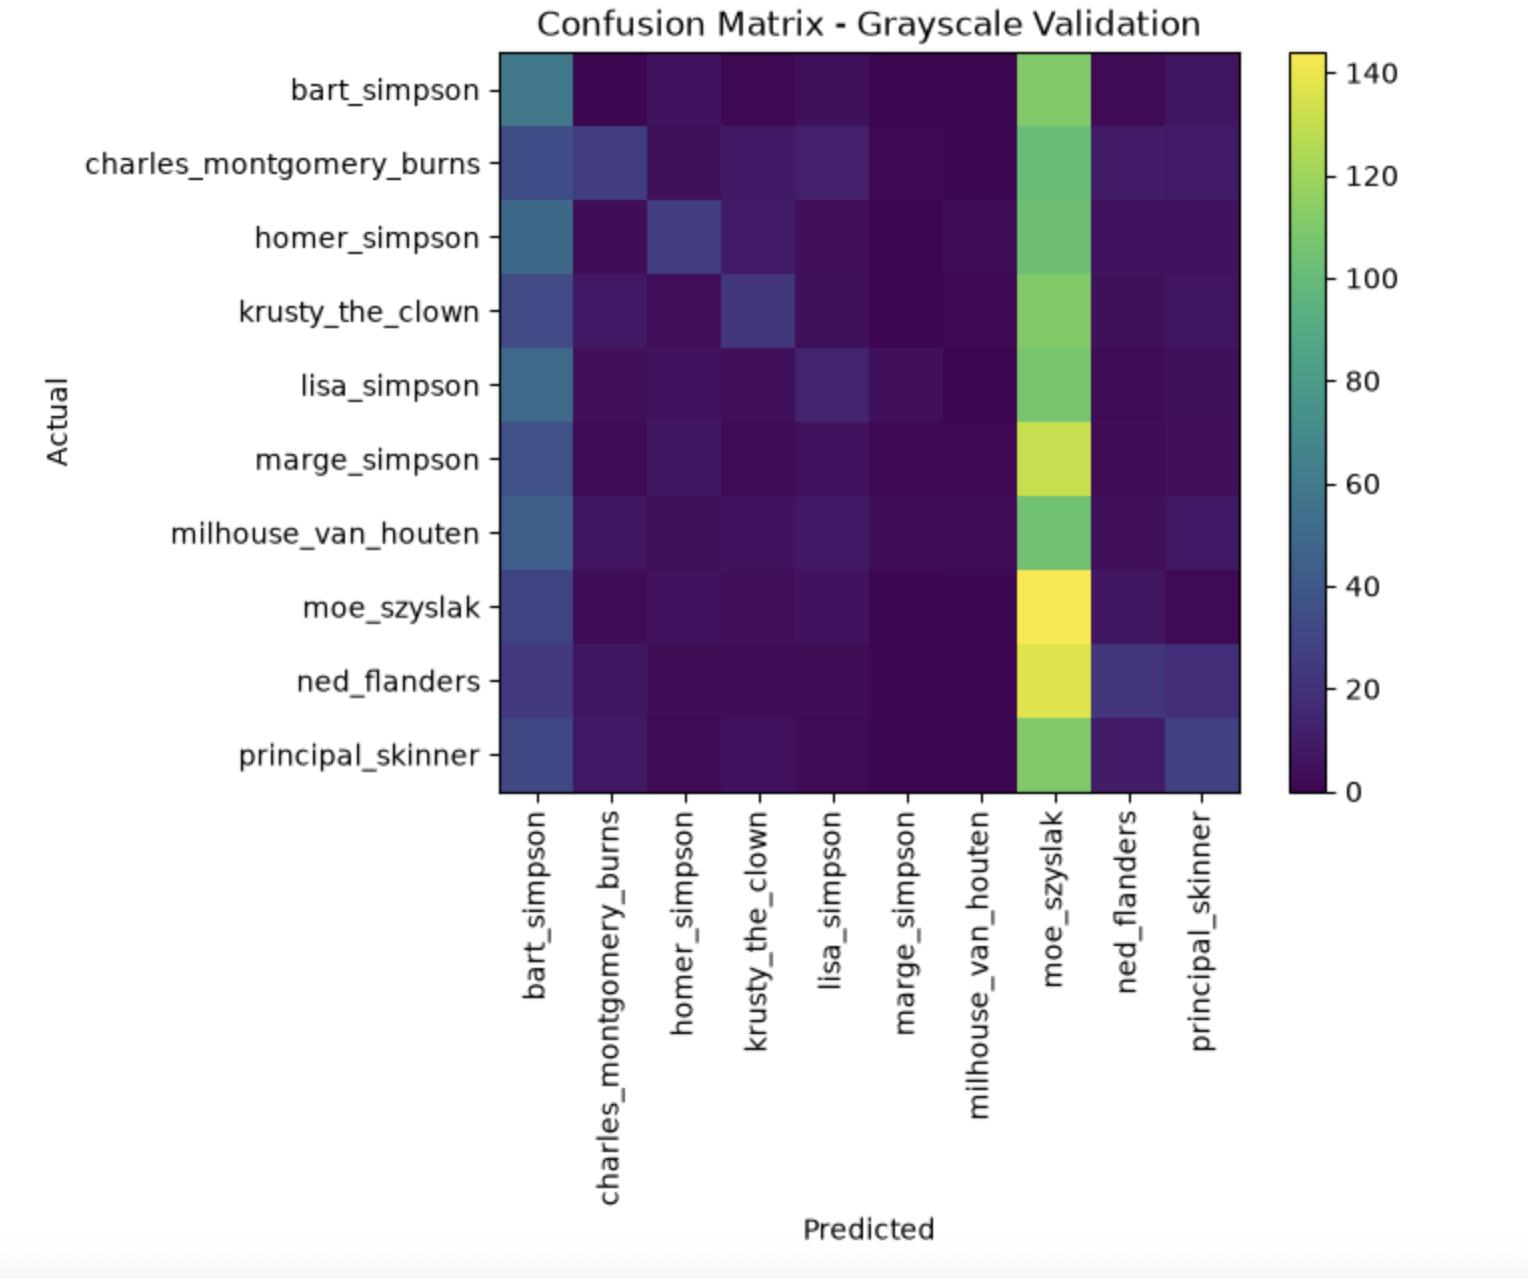 Confusion Matrix - Grayscale Validation
bart_simpson
charles_montgomery_burns
homer_simpson
krusty_the_clown
lisa_simpson
marge_simpson
milhouse_van_houten
moe_szyslak
ned_flanders
principal_skinner
Actual
bart_simpson
charles_montgomery_burns
homer_simpson
krusty_the_clown
lisa_simpson
marge_simpson
milhouse_van_houten
moe_szyslak
ned_flanders
principal_skinner
Predicted
140
120
100
80
60
40
20
0